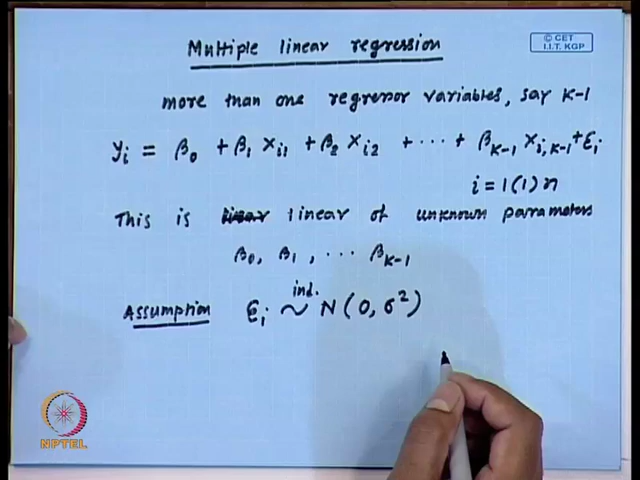 © CET
I.I.T. KGP
Multiple linear regression
more than one regressor variables, say K-1
yᵢ = β₀ + β₁ xᵢ₁ + β₂ xᵢ₂ + ··· + βₖ₋₁ xᵢ,ₖ₋₁ + εᵢ
i = 1(1)n
This is linear of unknown parameters
β₀, β₁, ··· βₖ₋₁
Assumption εᵢ ind. ~ N(0, σ²)
NPTEL